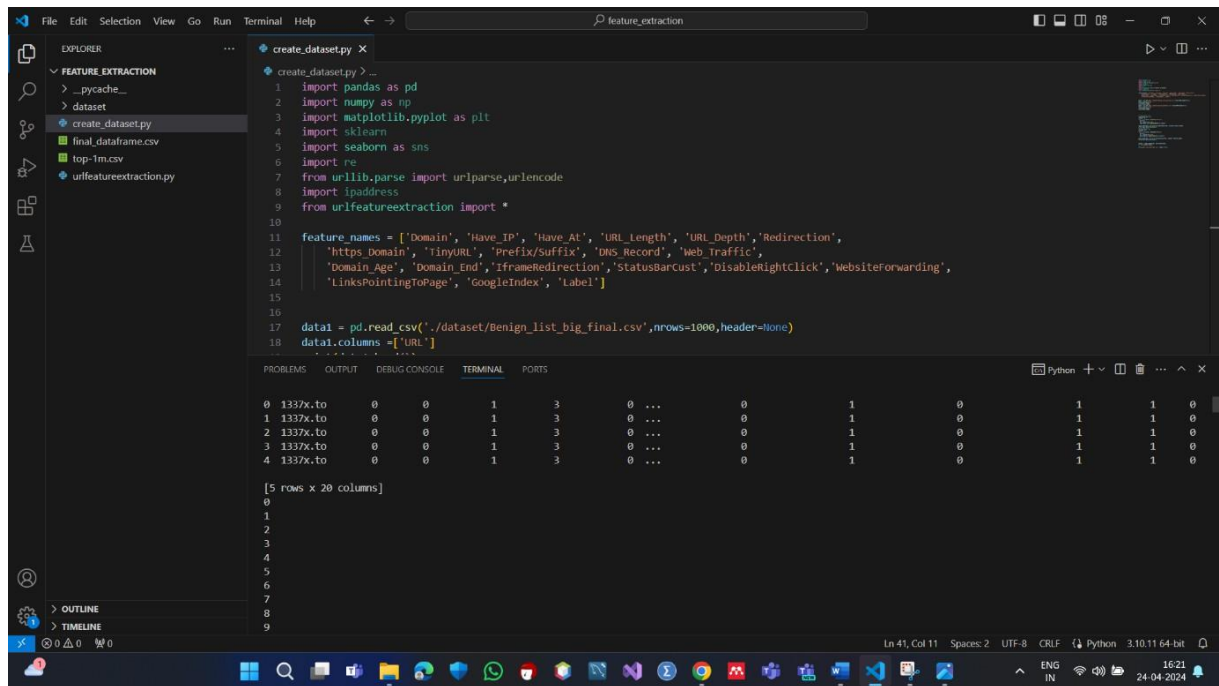 File Edit Selection View Go Run Terminal Help
feature_extraction
EXPLORER
create_dataset.py
FEATURE_EXTRACTION
__pycache__
dataset
create_dataset.py
final_dataframe.csv
top-1m.csv
urlfeatureextraction.py
create_dataset.py > ...
1 import pandas as pd
2 import numpy as np
3 import matplotlib.pyplot as plt
4 import sklearn
5 import seaborn as sns
6 import re
7 from urllib.parse import urlparse,urlencode
8 import ipaddress
9 from urlfeatureextraction import *
10
11 feature_names = ['Domain', 'Have_IP', 'Have_At', 'URL_Length', 'URL_Depth','Redirection',
12 'https_Domain', 'TinyURL', 'Prefix/Suffix', 'DNS_Record', 'Web_Traffic',
13 'Domain_Age', 'Domain_End','IframeRedirection','StatusBarCust','DisableRightClick','WebsiteForwarding',
14 'LinksPointingToPage', 'GoogleIndex', 'Label']
15
16
17 data1 = pd.read_csv('./dataset/Benign_list_big_final.csv',nrows=1000,header=None)
18 data1.columns =['URL']
PROBLEMS OUTPUT DEBUG CONSOLE TERMINAL PORTS
Python
0 1337x.to 0 0 1 3 0 ... 0 1 0 1 1 0
1 1337x.to 0 0 1 3 0 ... 0 1 0 1 1 0
2 1337x.to 0 0 1 3 0 ... 0 1 0 1 1 0
3 1337x.to 0 0 1 3 0 ... 0 1 0 1 1 0
4 1337x.to 0 0 1 3 0 ... 0 1 0 1 1 0
[5 rows x 20 columns]
0
1
2
3
4
5
6
7
8
9
OUTLINE
TIMELINE
0 0 0
Ln 41, Col 11 Spaces: 2 UTF-8 CRLF Python 3.10.11 64-bit
ENG
IN
16:21
24-04-2024